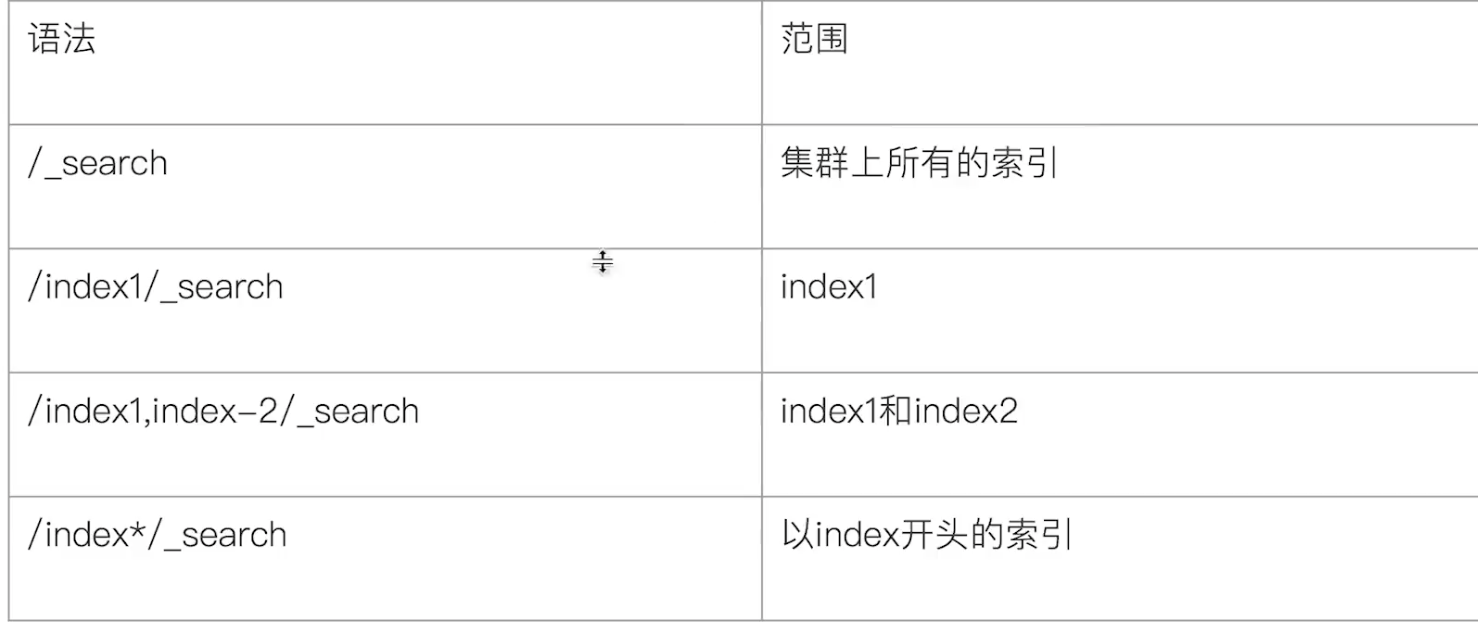 语法
范围
/_search
集群上所有的索引
/index1/_search
index1
/index1,index-2/_search
index1和index2
/index*/_search
以index开头的索引